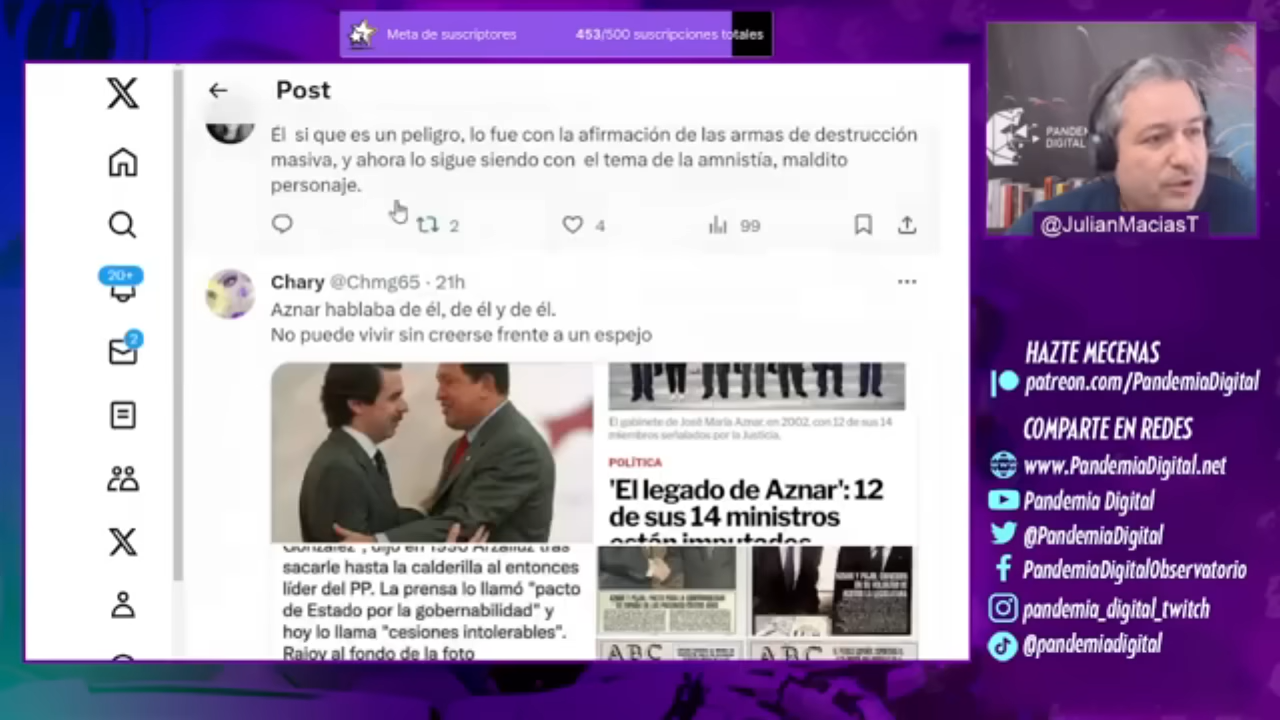 Meta de suscriptores
453/500 suscripciones totales
Post
Él si que es un peligro, lo fue con la afirmación de las armas de destrucción
masiva, y ahora lo sigue siendo con el tema de la amnistía, maldito
personaje.
2
4
99
20+
2
Chary @Chmg65 · 21h
Aznar hablaba de él, de él y de él.
No puede vivir sin creerse frente a un espejo
El gabinete de José María Aznar, en 2002, con 12 de sus 14
miembros señalados por la Justicia.
POLÍTICA
'El legado de Aznar': 12
de sus 14 ministros
están imputados
González", dijo en 1996 Arzalluz tras
sacarle hasta la calderilla al entonces
líder del PP. La prensa lo llamó "pacto
de Estado por la gobernabilidad" y
hoy lo llama "cesiones intolerables".
Rajoy al fondo de la foto
ABC
ABC
PANDEM
DIGITAL
@JulianMaciasT
HAZTE MECENAS
patreon.com/PandemiaDigital
COMPARTE EN REDES
www.PandemiaDigital.net
Pandemia Digital
@PandemiaDigital
PandemiaDigitalObservatorio
pandemia_digital_twitch
@pandemiadigital